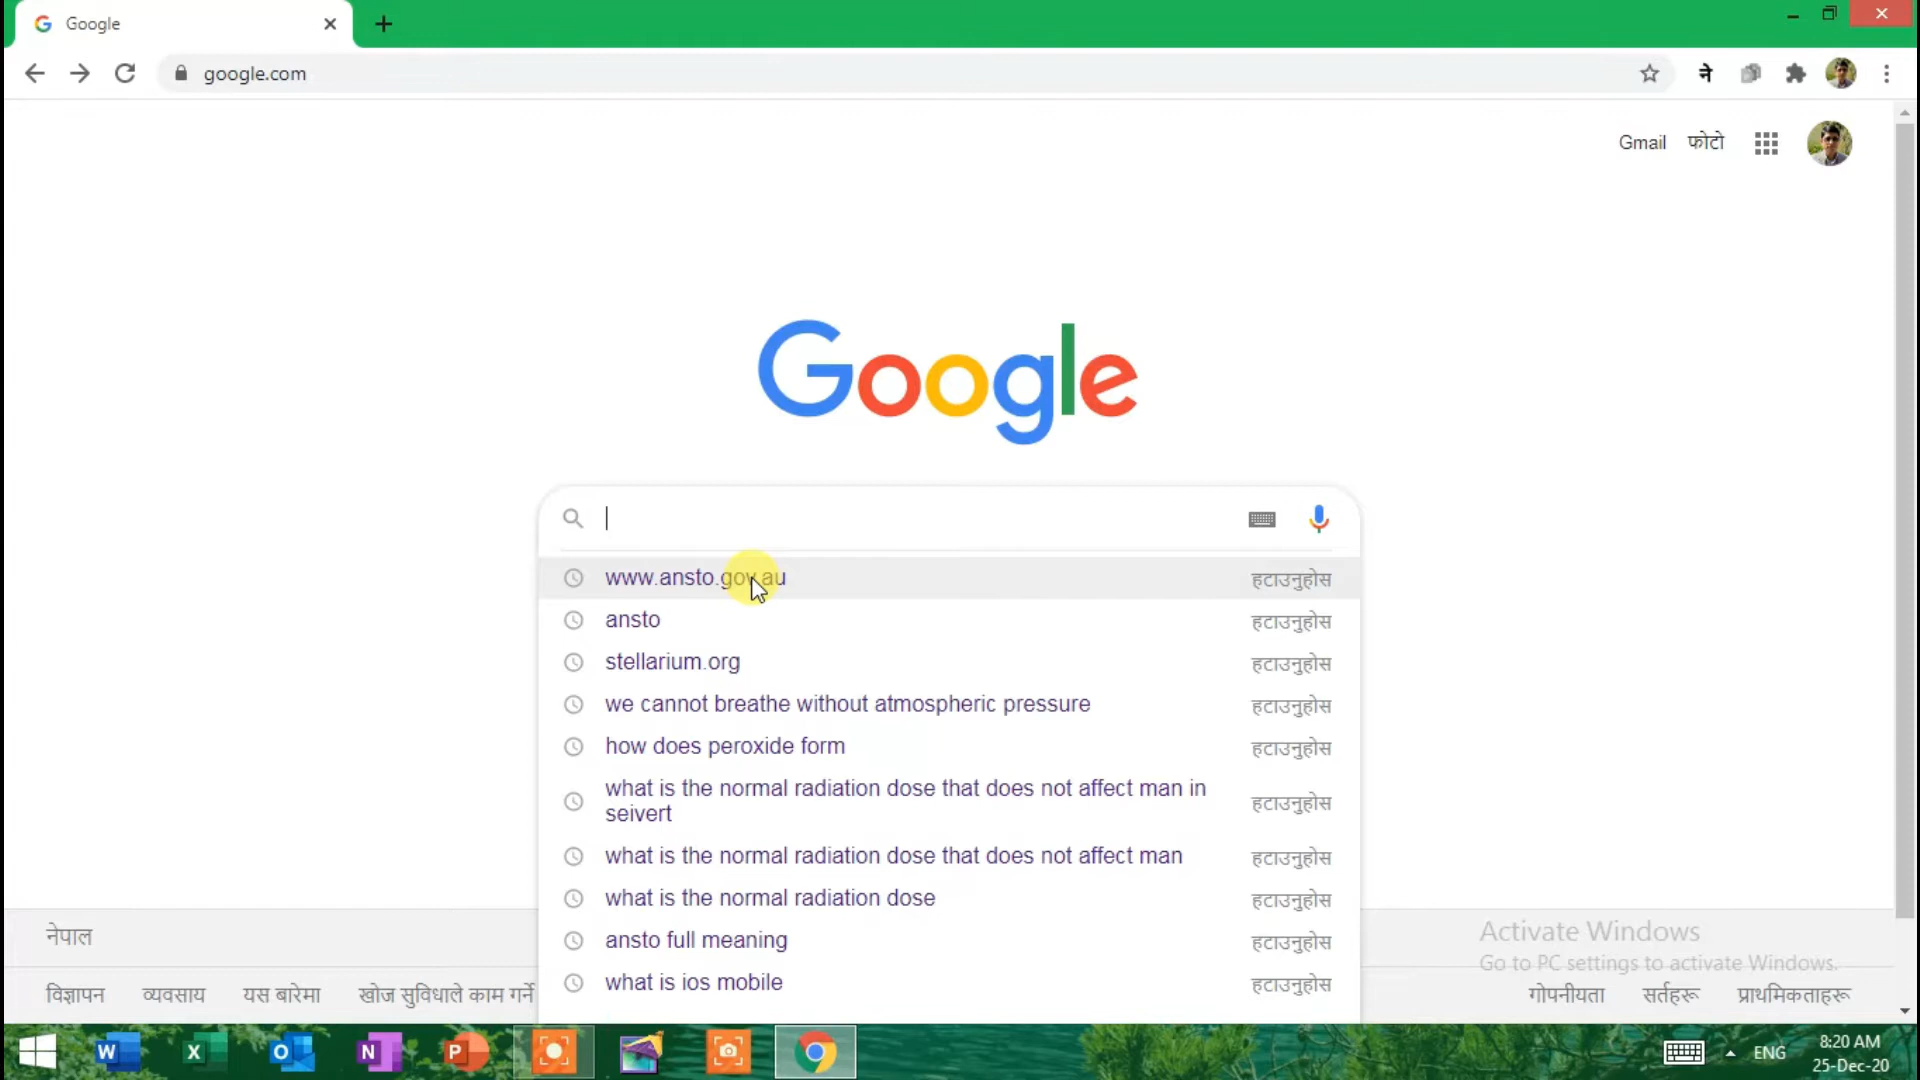 Google
google.com
Gmail फोटो
Google
www.ansto.gov.au हटाउनुहोस
ansto हटाउनुहोस
stellarium.org हटाउनुहोस
we cannot breathe without atmospheric pressure हटाउनुहोस
how does peroxide form हटाउनुहोस
what is the normal radiation dose that does not affect man in
seivert हटाउनुहोस
what is the normal radiation dose that does not affect man हटाउनुहोस
what is the normal radiation dose हटाउनुहोस
ansto full meaning हटाउनुहोस
what is ios mobile हटाउनुहोस
नेपाल
Activate Windows
Go to PC settings to activate Windows.
विज्ञापन व्यवसाय यस बारेमा खोज सुविधाले काम गर्ने गोपनीयता सर्तहरू प्राथमिकताहरू
ENG 8:20 AM
25-Dec-20